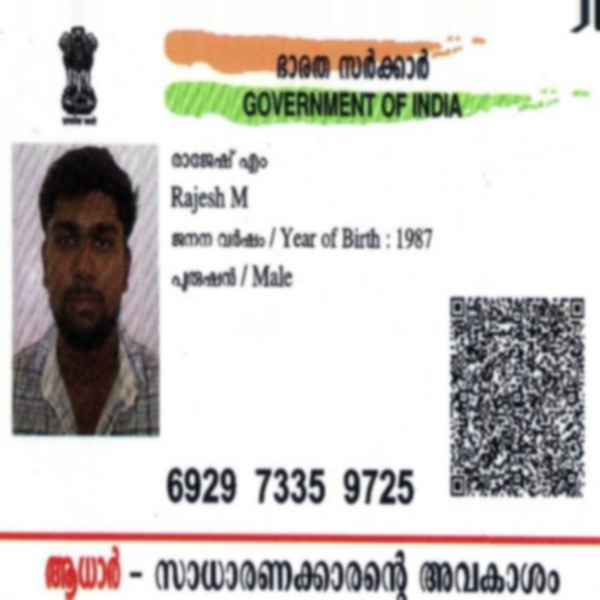 ഭാരത സർക്കാർ
GOVERNMENT OF INDIA
രാജേഷ് എം
Rajesh M
ജനന വർഷം / Year of Birth : 1987
പുരുഷൻ / Male
6929 7335 9725
ആധാർ - സാധാരണക്കാരന്റെ അവകാശം